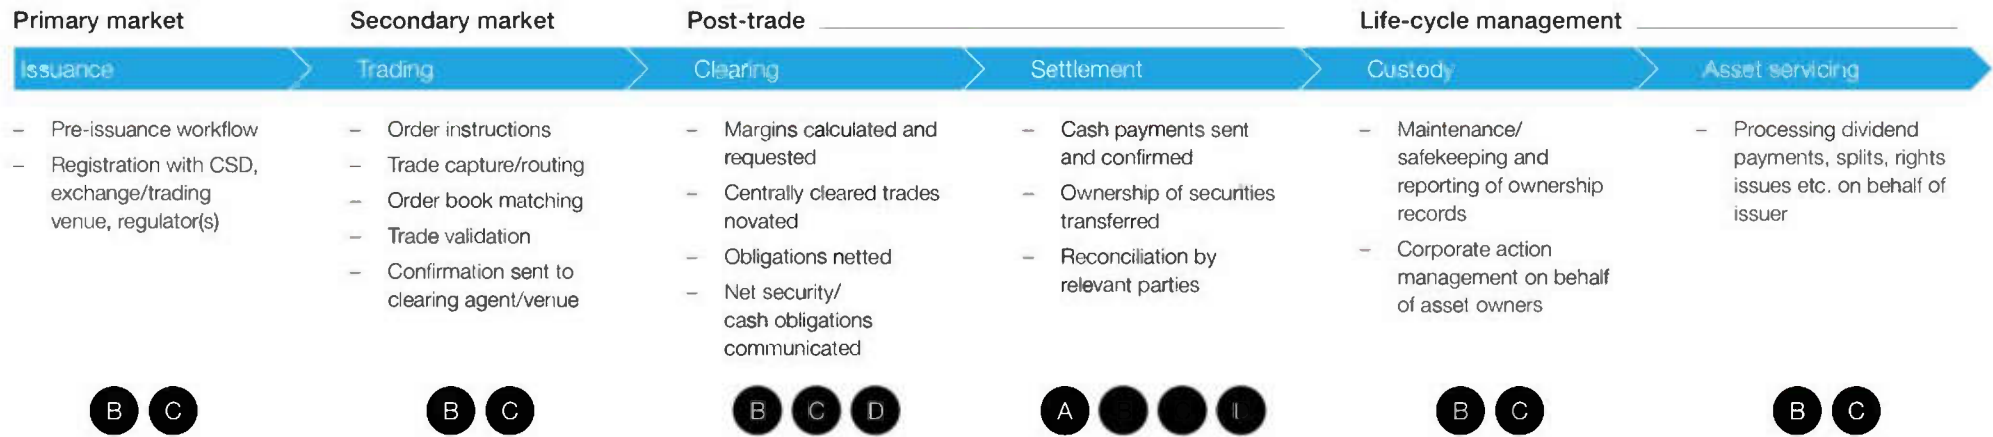 Primary market
Secondary market
Post-trade
Life-cycle management
Issuance
Trading
Clearing
Settlement
Custody
Asset servicing
– Pre-issuance workflow
– Registration with CSD,
exchange/trading
venue, regulator(s)
– Order instructions
– Trade capture/routing
– Order book matching
– Trade validation
– Confirmation sent to
clearing agent/venue
– Margins calculated and
requested
– Centrally cleared trades
novated
– Obligations netted
– Net security/
cash obligations
communicated
– Cash payments sent
and confirmed
– Ownership of securities
transferred
– Reconciliation by
relevant parties
– Maintenance/
safekeeping and
reporting of ownership
records
– Corporate action
management on behalf
of asset owners
– Processing dividend
payments, splits, rights
issues etc. on behalf of
issuer
B C
B C
B C D
A
B C
B C